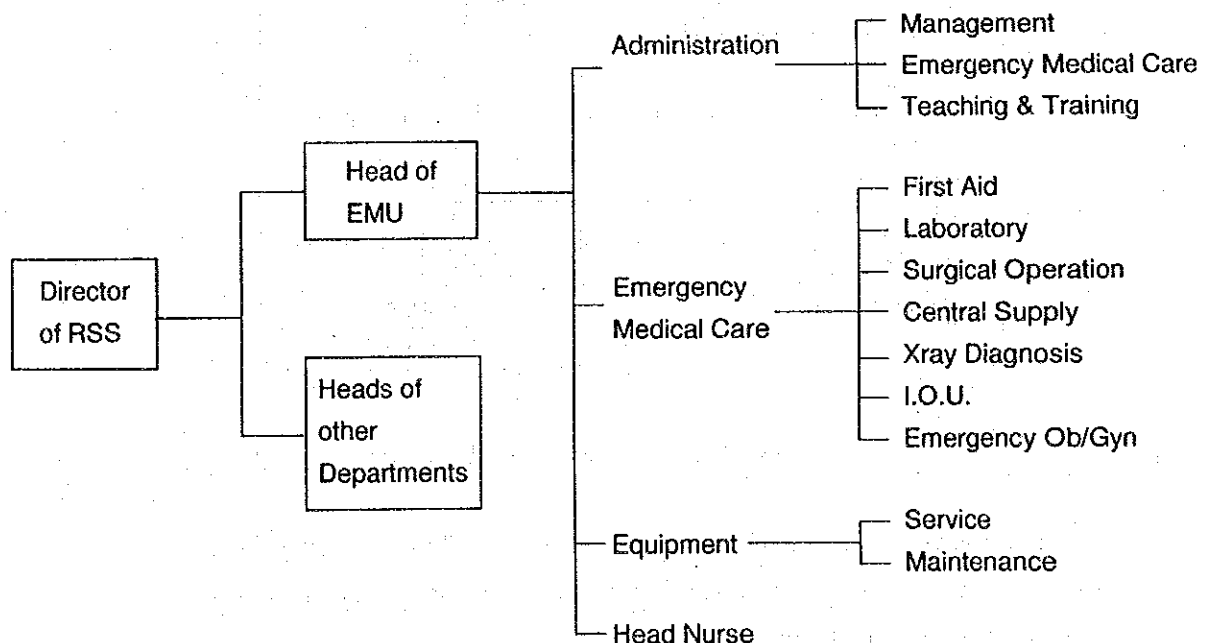 Director
of RSS
Head of
EMU
Heads of
other
Departments
Administration
Management
Emergency Medical Care
Teaching & Training
Emergency
Medical Care
First Aid
Laboratory
Surgical Operation
Central Supply
Xray Diagnosis
I.O.U.
Emergency Ob/Gyn
Equipment
Service
Maintenance
Head Nurse